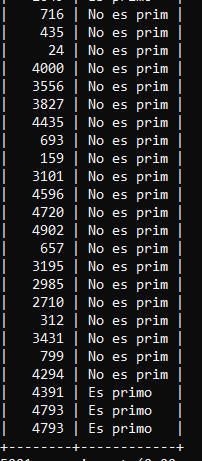 | 716 | No es prim |
| 435 | No es prim |
| 24 | No es prim |
| 4000 | No es prim |
| 3556 | No es prim |
| 3827 | No es prim |
| 4435 | No es prim |
| 693 | No es prim |
| 159 | No es prim |
| 3101 | No es prim |
| 4596 | No es prim |
| 4720 | No es prim |
| 4902 | No es prim |
| 657 | No es prim |
| 3195 | No es prim |
| 2985 | No es prim |
| 2710 | No es prim |
| 312 | No es prim |
| 3431 | No es prim |
| 799 | No es prim |
| 4294 | No es prim |
| 4391 | Es primo |
| 4793 | Es primo |
| 4793 | Es primo |
+--------+------------+